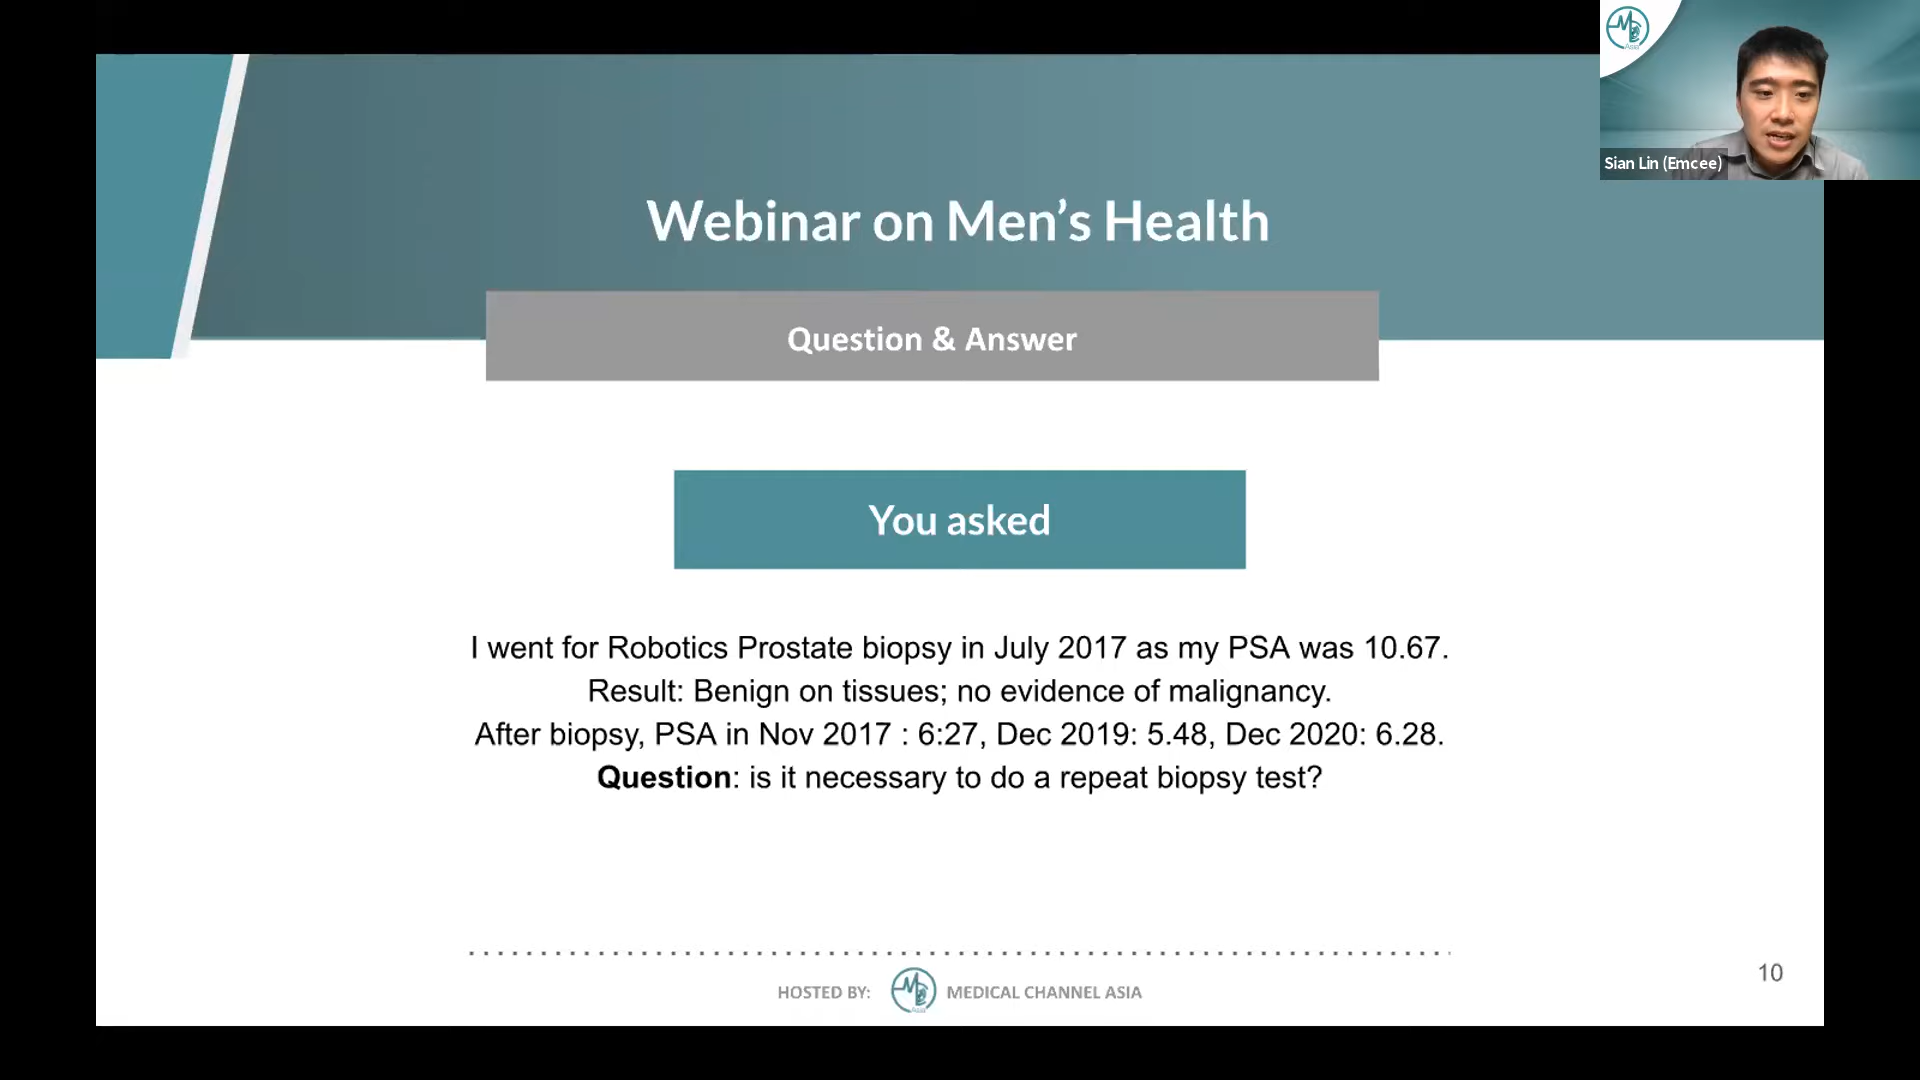 Sian Lin (Emcee)
Webinar on Men's Health
Question & Answer
You asked
I went for Robotics Prostate biopsy in July 2017 as my PSA was 10.67.
Result: Benign on tissues; no evidence of malignancy.
After biopsy, PSA in Nov 2017 : 6:27, Dec 2019: 5.48, Dec 2020: 6.28.
Question: is it necessary to do a repeat biopsy test?
HOSTED BY: MEDICAL CHANNEL ASIA
10